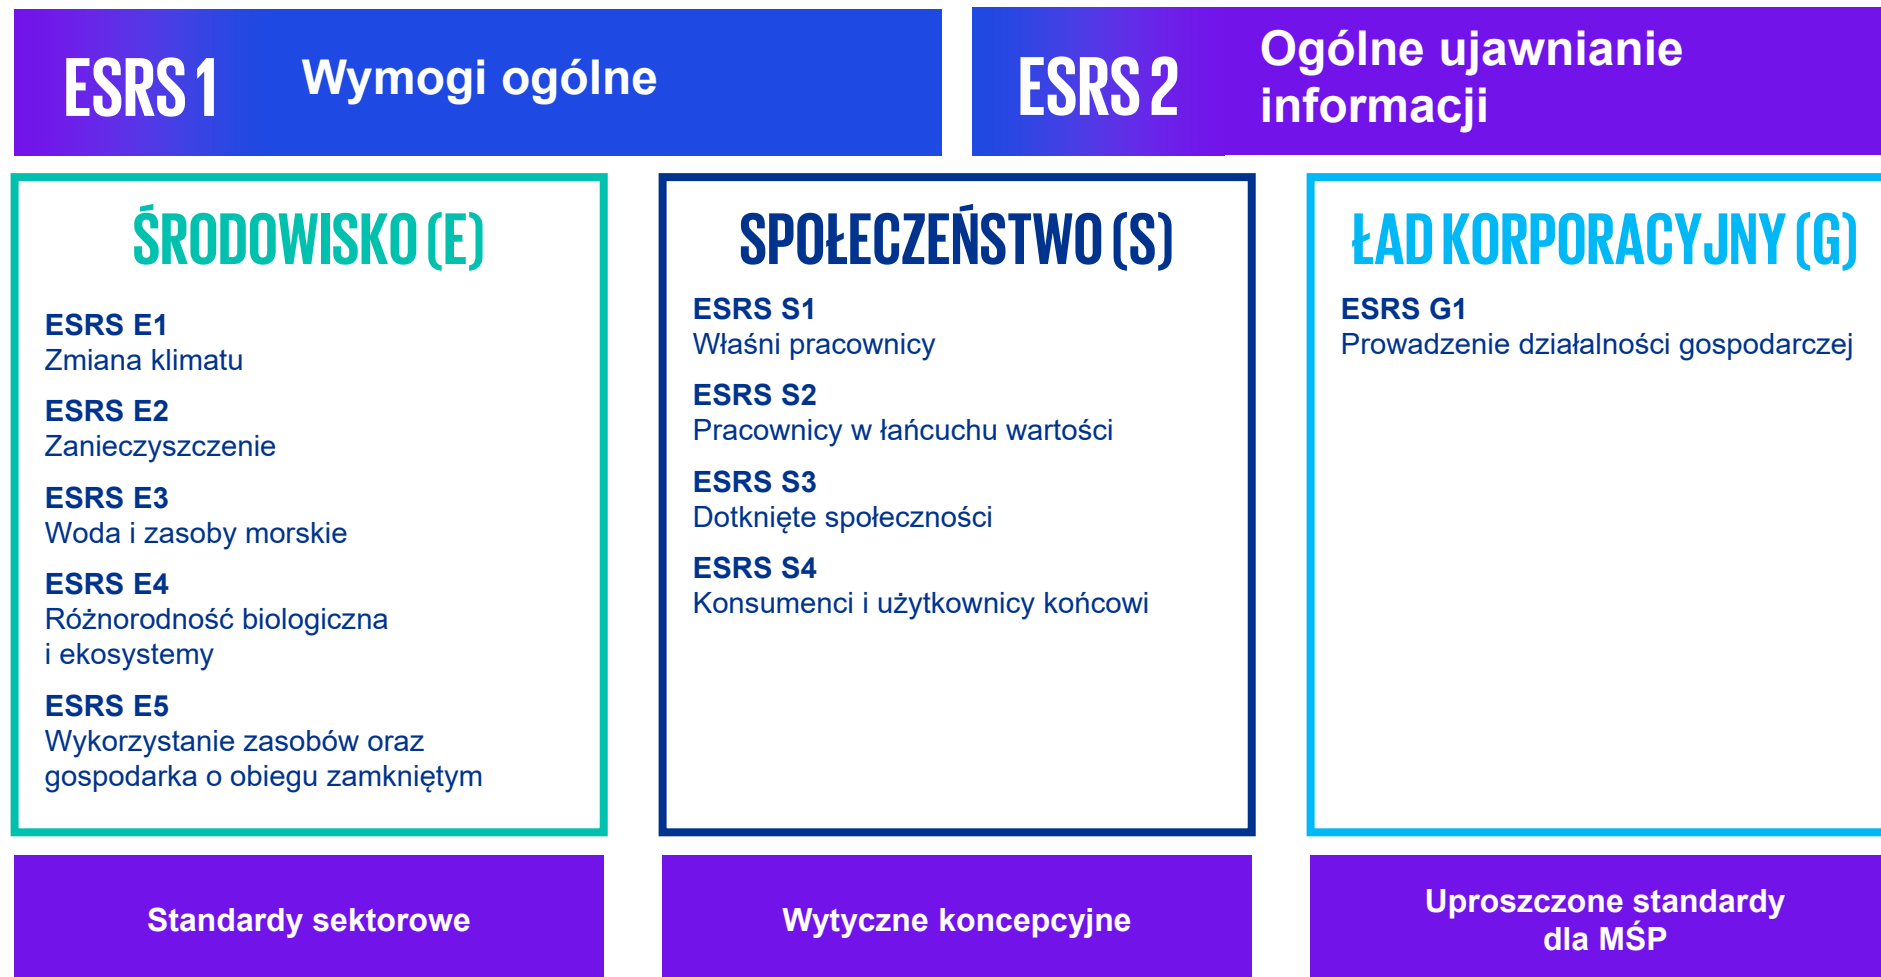 ESRS 1
Wymogi ogólne
ESRS 2
Ogólne ujawnianie
informacji
ŚRODOWISKO (E)
ESRS E1
Zmiana klimatu
ESRS E2
Zanieczyszczenie
ESRS E3
Woda i zasoby morskie
ESRS E4
Różnorodność biologiczna
i ekosystemy
ESRS E5
Wykorzystanie zasobów oraz
gospodarka o obiegu zamkniętym
SPOŁECZEŃSTWO (S)
ESRS S1
Właśni pracownicy
ESRS S2
Pracownicy w łańcuchu wartości
ESRS S3
Dotknięte społeczności
ESRS S4
Konsumenci i użytkownicy końcowi
ŁAD KORPORACYJNY (G)
ESRS G1
Prowadzenie działalności gospodarczej
Standardy sektorowe
Wytyczne koncepcyjne
Uproszczone standardy
dla MŚP